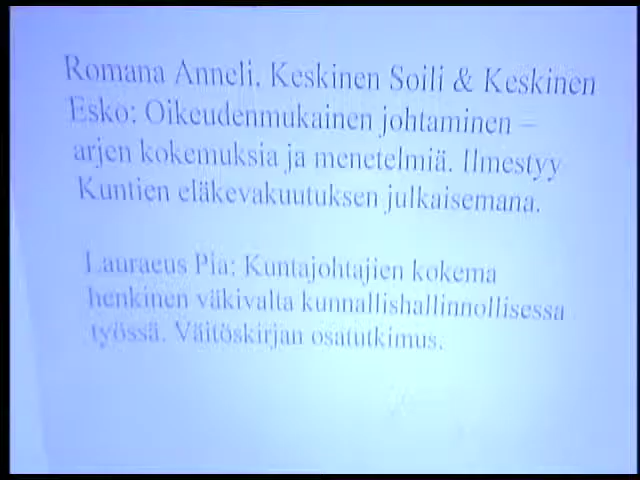 Romana Anneli, Keskinen Soili & Keskinen
Esko: Oikeudenmukainen johtaminen –
arjen kokemuksia ja menetelmiä. Ilmestyy
Kuntien eläkevakuutuksen julkaisemana.
Lauraeus Pia: Kuntajohtajien kokema
henkinen väkivalta kunnallishallinnollisessa
työssä. Väitöskirjan osatutkimus.